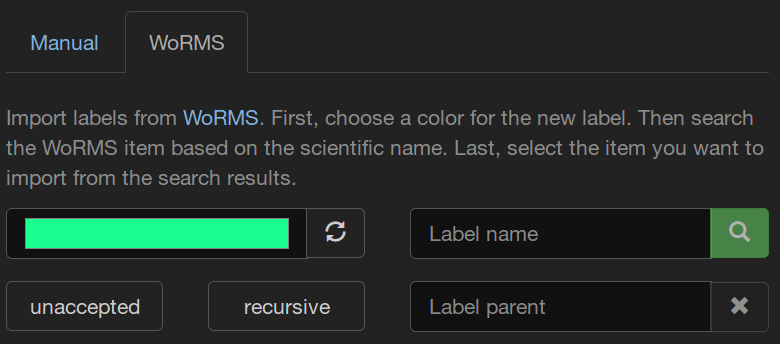 Manual WoRMS
Import labels from WoRMS. First, choose a color for the new label. Then search
the WoRMS item based on the scientific name. Last, select the item you want to
import from the search results.
Label name
unaccepted recursive Label parent